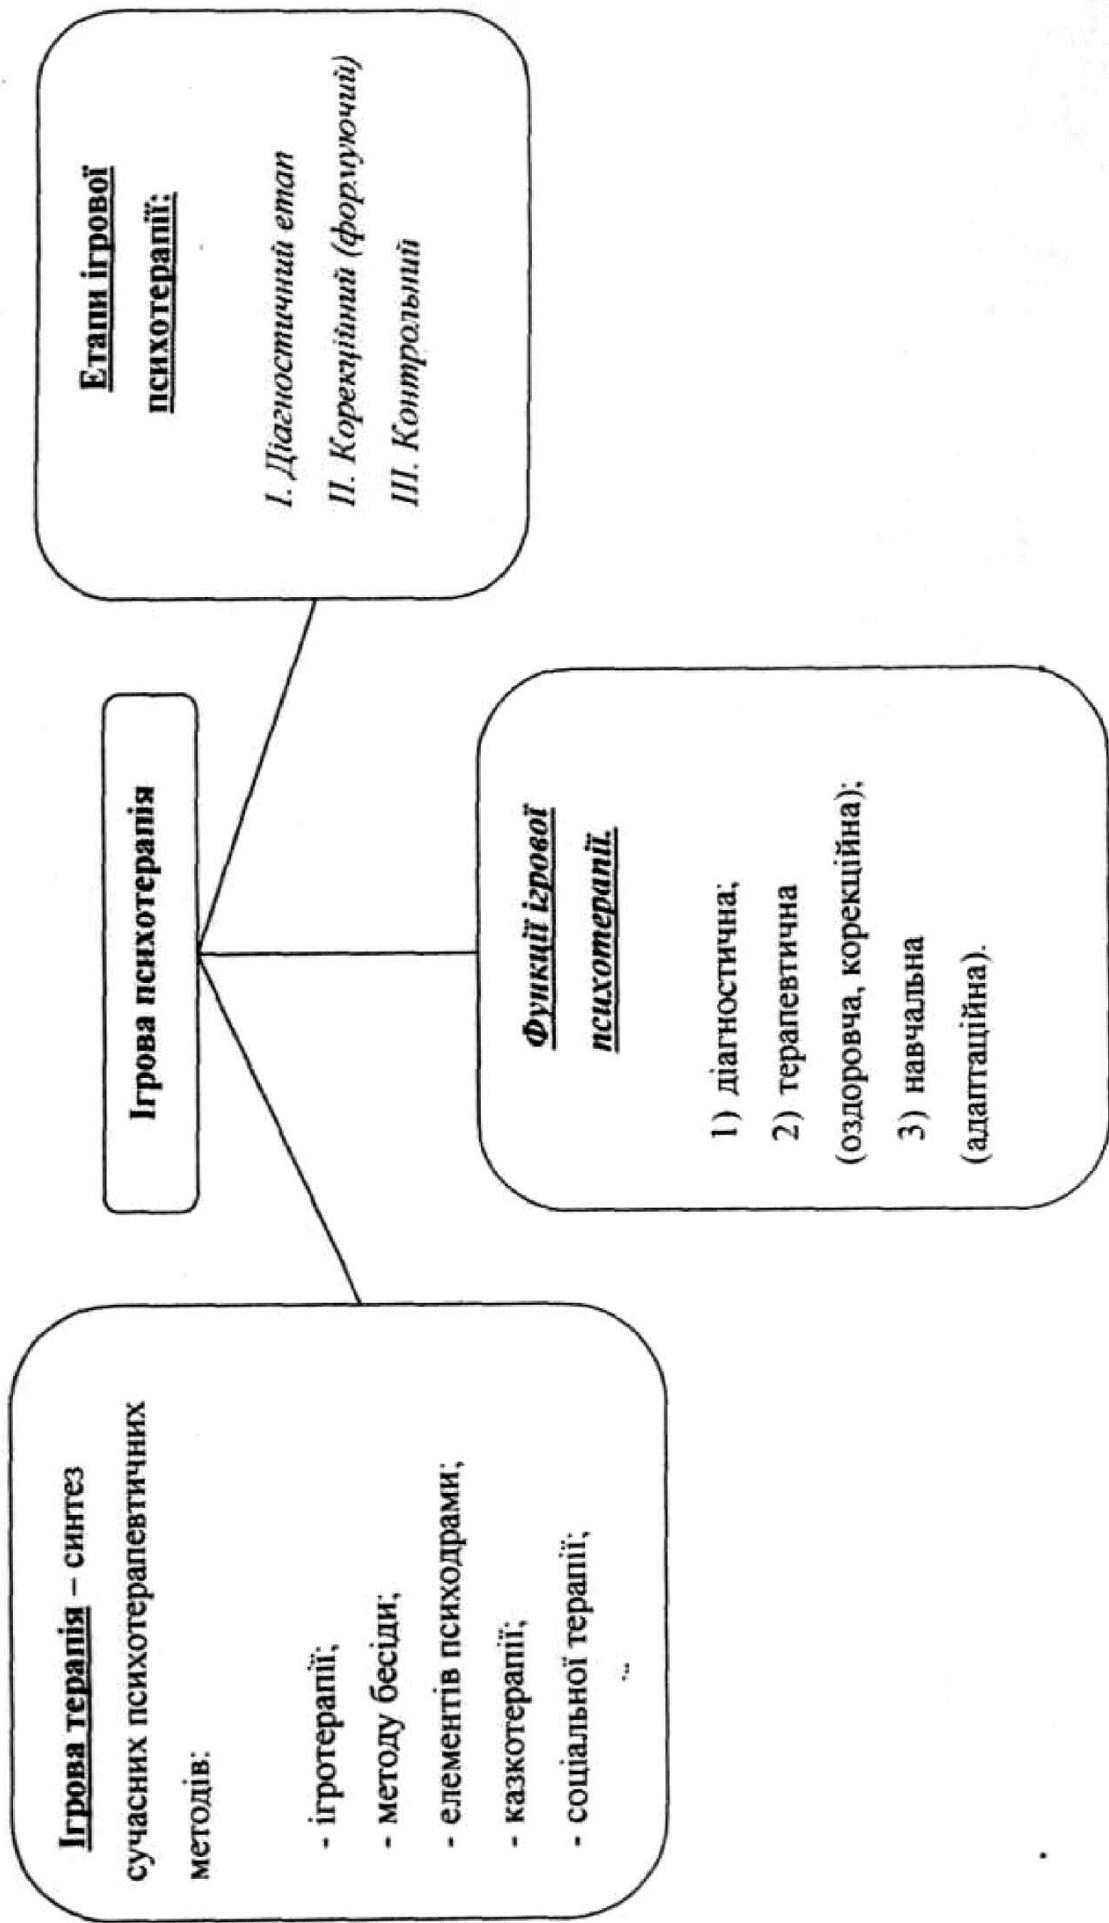 Ігрова психотерапія
Ігрова терапія – синтез
сучасних психотерапевтичних
методів:
- ігротерапії;
- методу бесіди;
- елементів психодрами;
- казкотерапії;
- соціальної терапії;
Функції ігрової
психотерапії.
1) діагностична;
2) терапевтична
(оздоровча, корекційна);
3) навчальна
(адаптаційна).
Етапи ігрової
психотерапії:
І. Діагностичний етап
ІІ. Корекційний (формуючий)
ІІІ. Контрольний